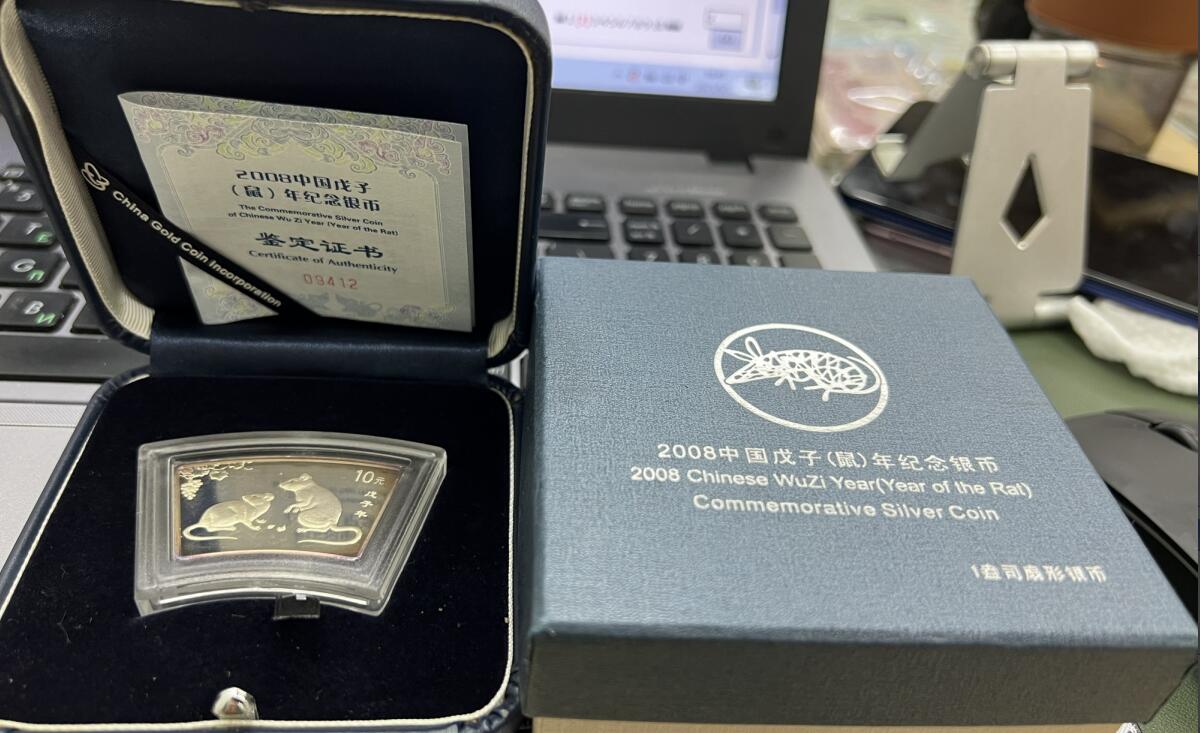 2008中国戊子
(鼠)年纪念银币
The Commemorative Silver Coin
of Chinese Wu Zi Year (Year of the Rat)
鉴定证书
Certificate of Authenticity
09412
China Gold Coin Incorporation
10元
戊子年
2008中国戊子(鼠)年纪念银币
2008 Chinese WuZi Year(Year of the Rat)
Commemorative Silver Coin
1盎司扇形银币